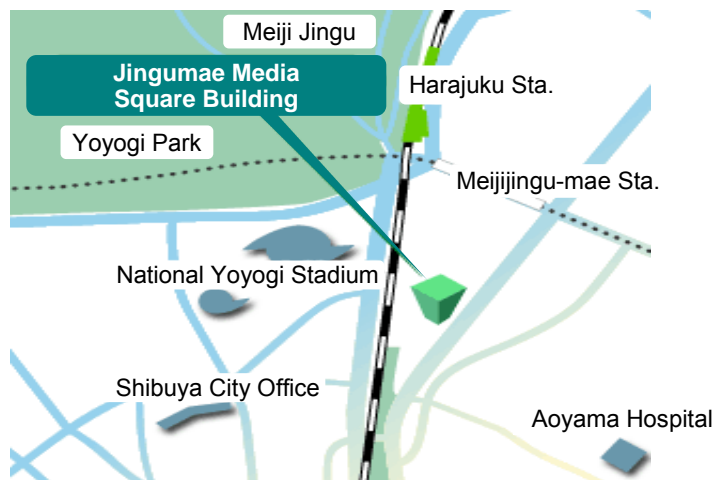 Meiji Jingu
Jingumae Media
Square Building
Harajuku Sta.
Yoyogi Park
Meijijingu-mae Sta.
National Yoyogi Stadium
Shibuya City Office
Aoyama Hospital